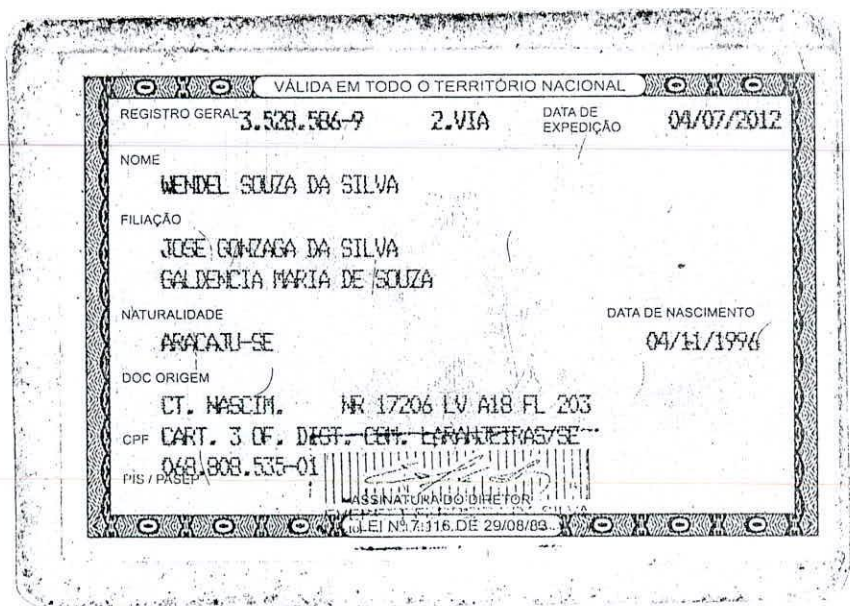 VÁLIDA EM TODO O TERRITÓRIO NACIONAL
REGISTRO GERAL 3.528.586-9 2.VIA DATA DE EXPEDIÇÃO 04/07/2012
NOME
WENDEL SOUZA DA SILVA
FILIAÇÃO
JOSE GONZAGA DA SILVA
GALDENCIA MARIA DE SOUZA
NATURALIDADE DATA DE NASCIMENTO
ARACAJU-SE 04/11/1996
DOC ORIGEM
CT. NASCIM. NR 17206 LV A18 FL 203
CPF CART. 3 OF. DIST. COM. LARANJEIRAS/SE
068.808.535-01
PIS / PASEP
ASSINATURA DO DIRETOR
LEI Nº 7.116 DE 29/08/83